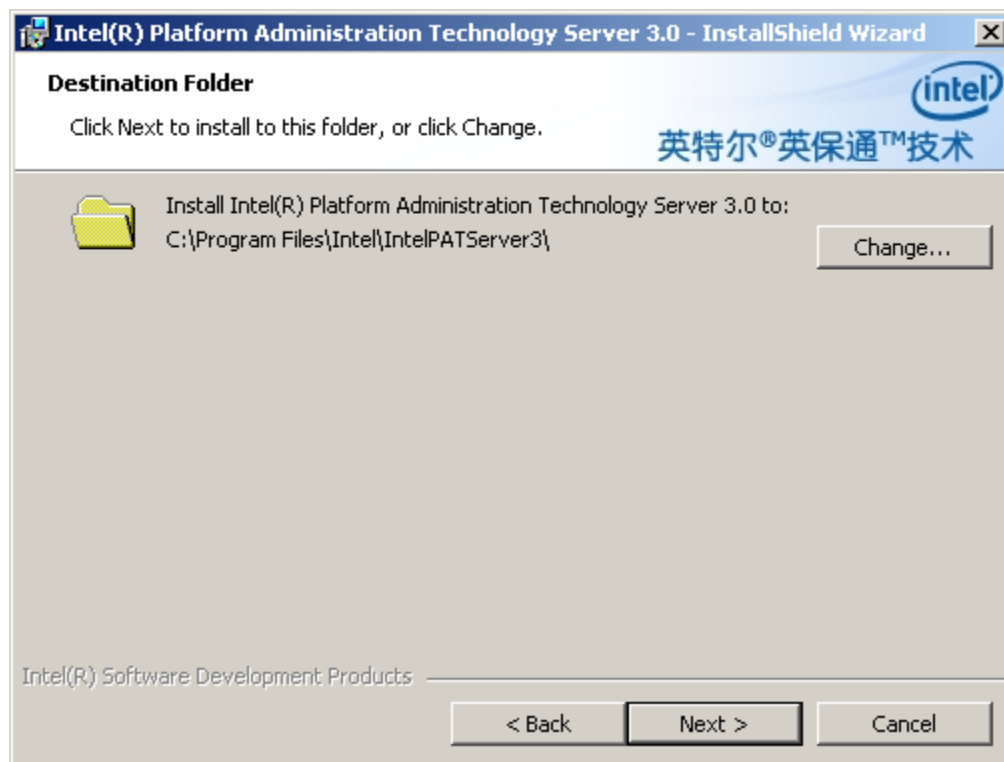 Intel(R) Platform Administration Technology Server 3.0 - InstallShield Wizard
Destination Folder
Click Next to install to this folder, or click Change.
intel
英特尔®英保通™技术
Install Intel(R) Platform Administration Technology Server 3.0 to:
C:\Program Files\Intel\IntelPATServer3\
Change...
Intel(R) Software Development Products
< Back
Next >
Cancel